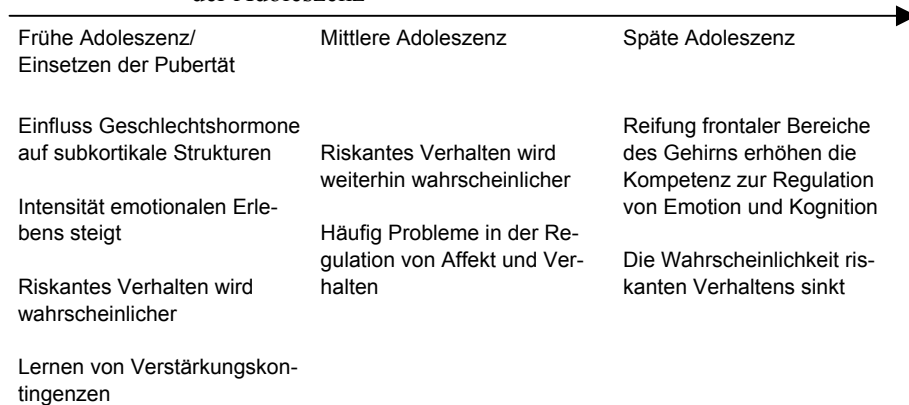 der Adoleszenz
Frühe Adoleszenz/
Einsetzen der Pubertät
Einfluss Geschlechtshormone
auf subkortikale Strukturen
Intensität emotionalen Erle-
bens steigt
Riskantes Verhalten wird
wahrscheinlicher
Lernen von Verstärkungskon-
tingenzen
Mittlere Adoleszenz
Riskantes Verhalten wird
weiterhin wahrscheinlicher
Häufig Probleme in der Re-
gulation von Affekt und Ver-
halten
Späte Adoleszenz
Reifung frontaler Bereiche
des Gehirns erhöhen die
Kompetenz zur Regulation
von Emotion und Kognition
Die Wahrscheinlichkeit ris-
kanten Verhaltens sinkt